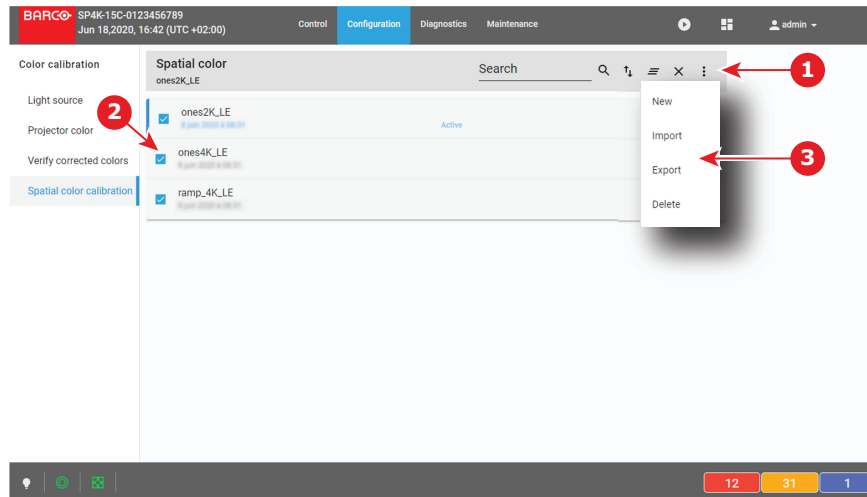 BARCO SP4K-15C-0123456789
Jun 18,2020, 16:42 (UTC +02:00)
Control Configuration Diagnostics Maintenance admin
Color calibration
Light source
Projector color
Verify corrected colors
Spatial color calibration
Spatial color
ones2K_LE
Search
1
2
ones2K_LE
Active
ones4K_LE
ramp_4K_LE
New
Import
Export
Delete
3
12 31 1